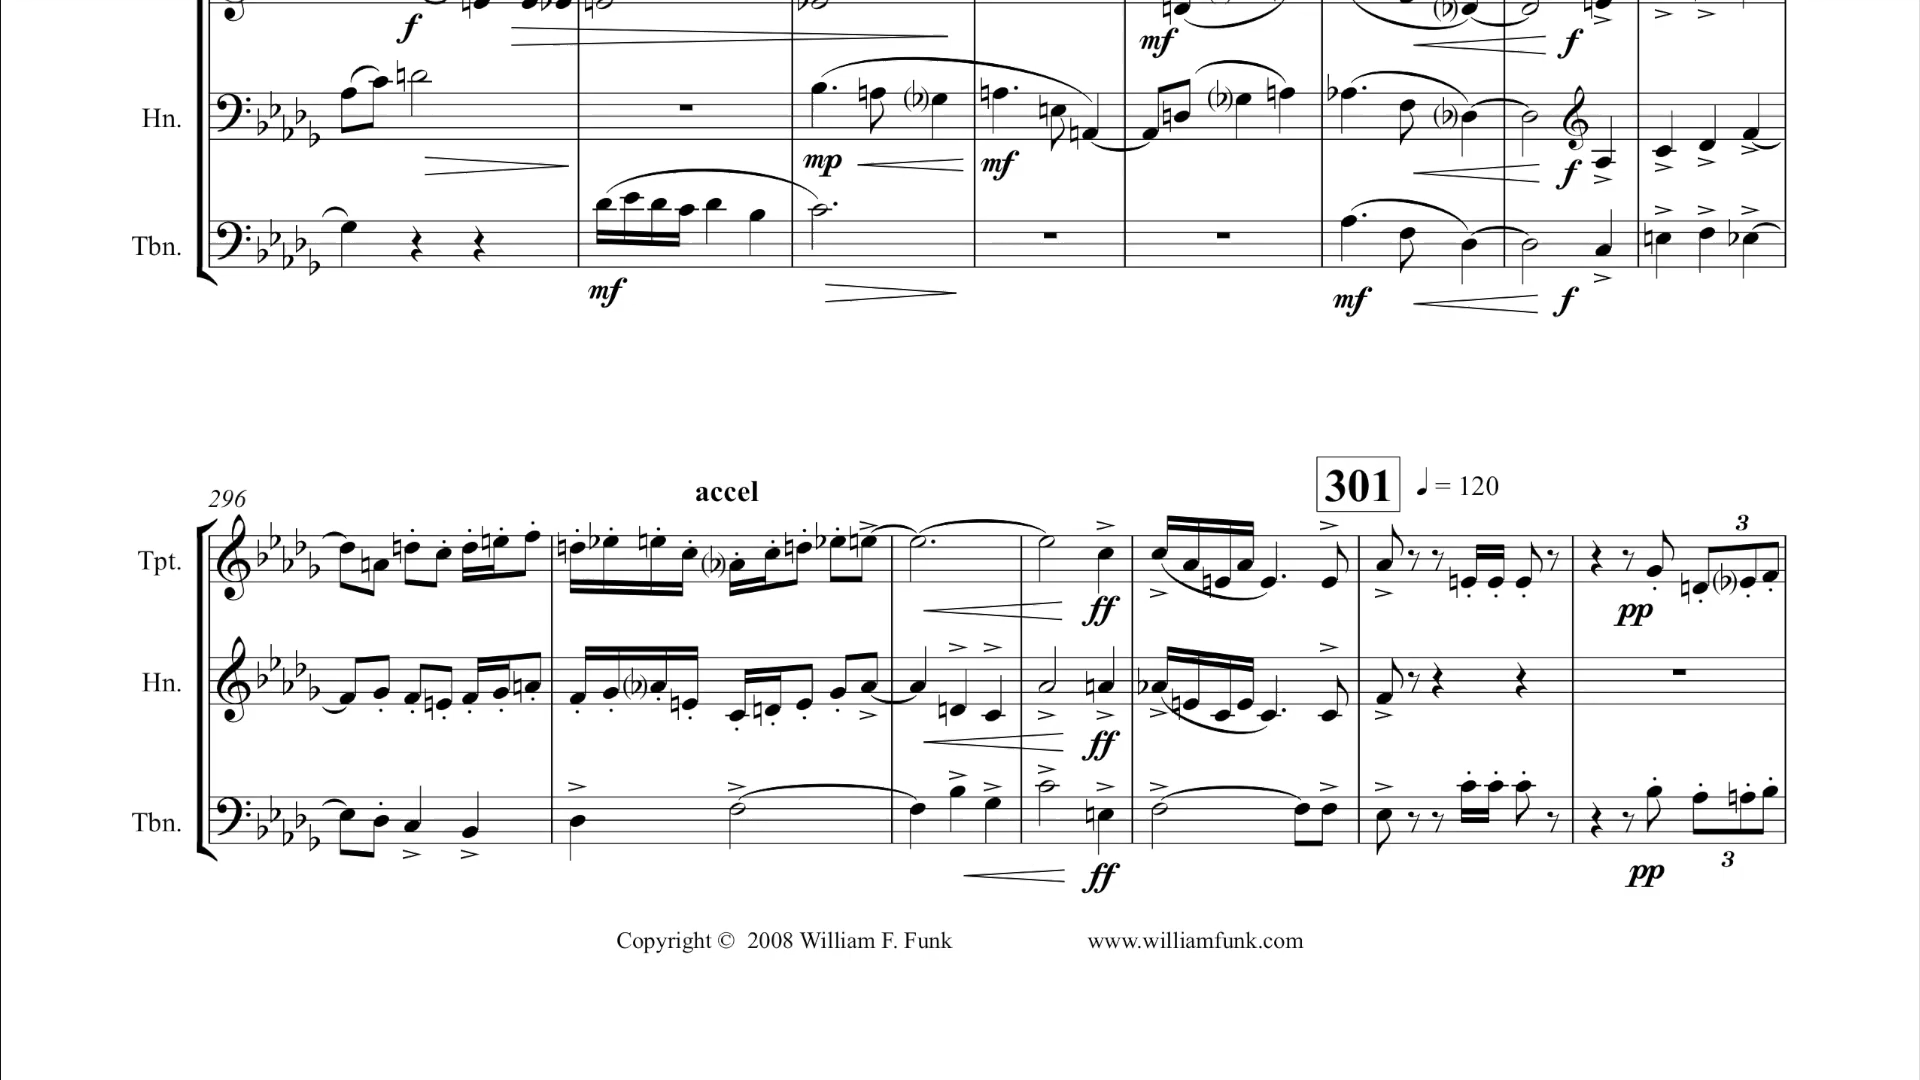 f mf f
Hn.
mp mf f
Tbn.
mf mf f
296 accel 301 ♩ = 120
3
Tpt.
ff pp
Hn.
ff
Tbn.
ff pp 3
Copyright © 2008 William F. Funk www.williamfunk.com